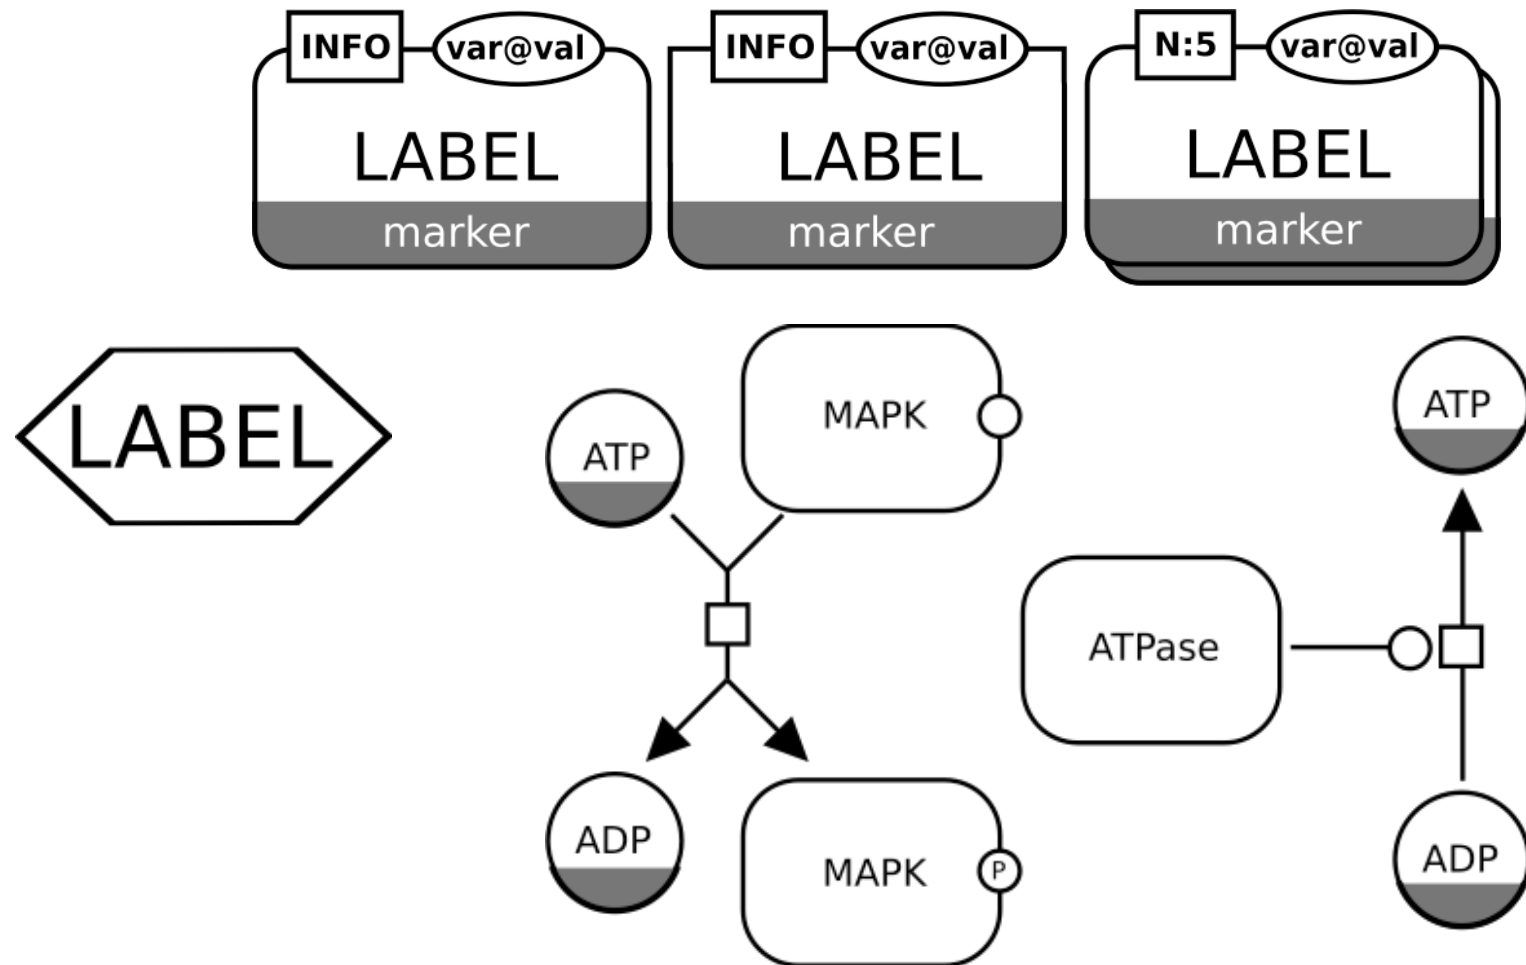 INFO var@val
LABEL
marker
INFO var@val
LABEL
marker
N:5 var@val
LABEL
marker
LABEL
ATP
MAPK
ADP
MAPK
P
ATP
ATPase
ADP